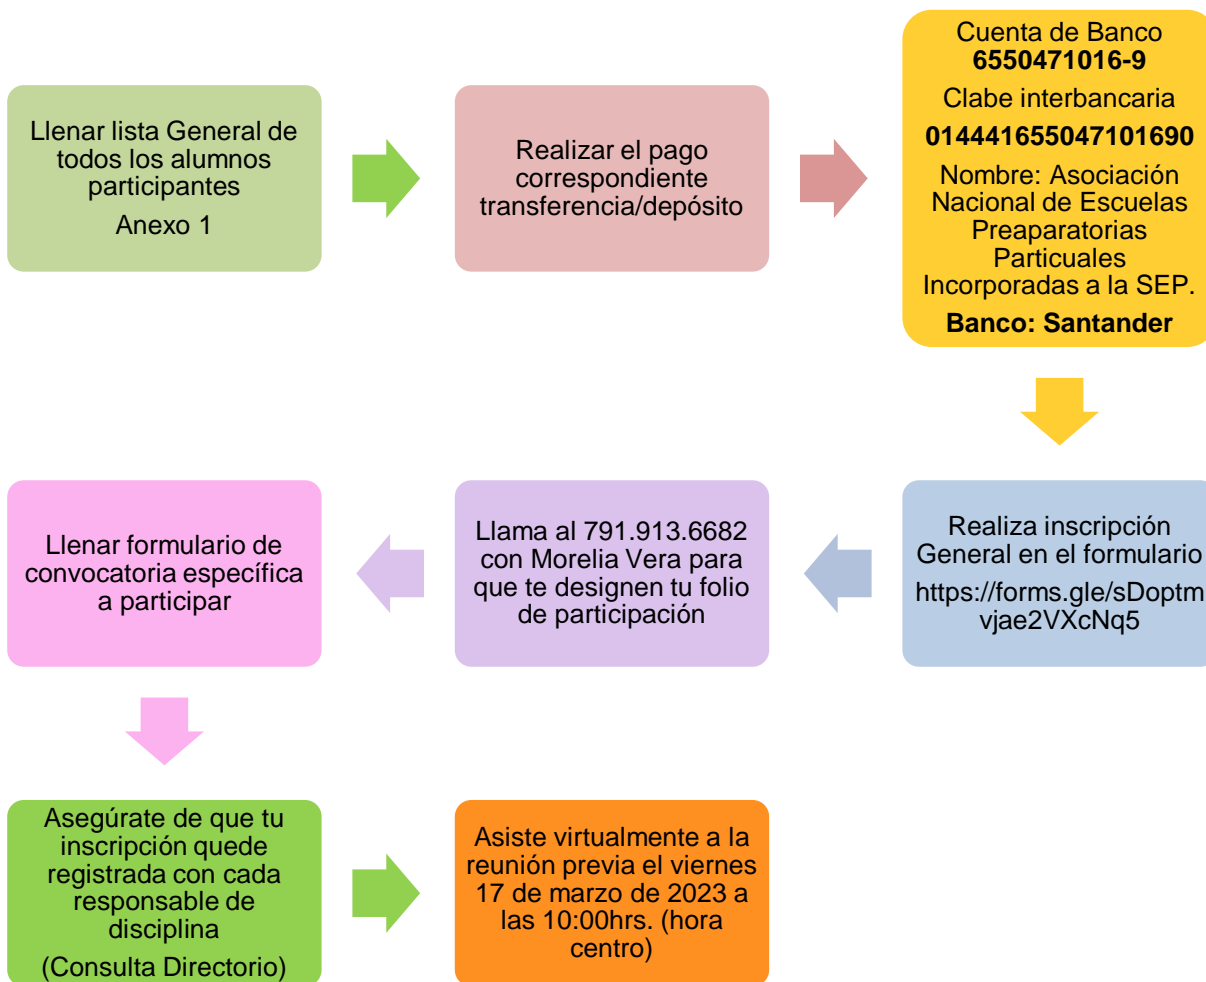 Llenar lista General de
todos los alumnos
participantes
Anexo 1
Realizar el pago
correspondiente
transferencia/depósito
Cuenta de Banco
6550471016-9
Clabe interbancaria
014441655047101690
Nombre: Asociación
Nacional de Escuelas
Preaparatorias
Particuales
Incorporadas a la SEP.
Banco: Santander
Realiza inscripción
General en el formulario
https://forms.gle/sDoptm
vjae2VXcNq5
Llama al 791.913.6682
con Morelia Vera para
que te designen tu folio
de participación
Llenar formulario de
convocatoria específica
a participar
Asegúrate de que tu
inscripción quede
registrada con cada
responsable de
disciplina
(Consulta Directorio)
Asiste virtualmente a la
reunión previa el viernes
17 de marzo de 2023 a
las 10:00hrs. (hora
centro)